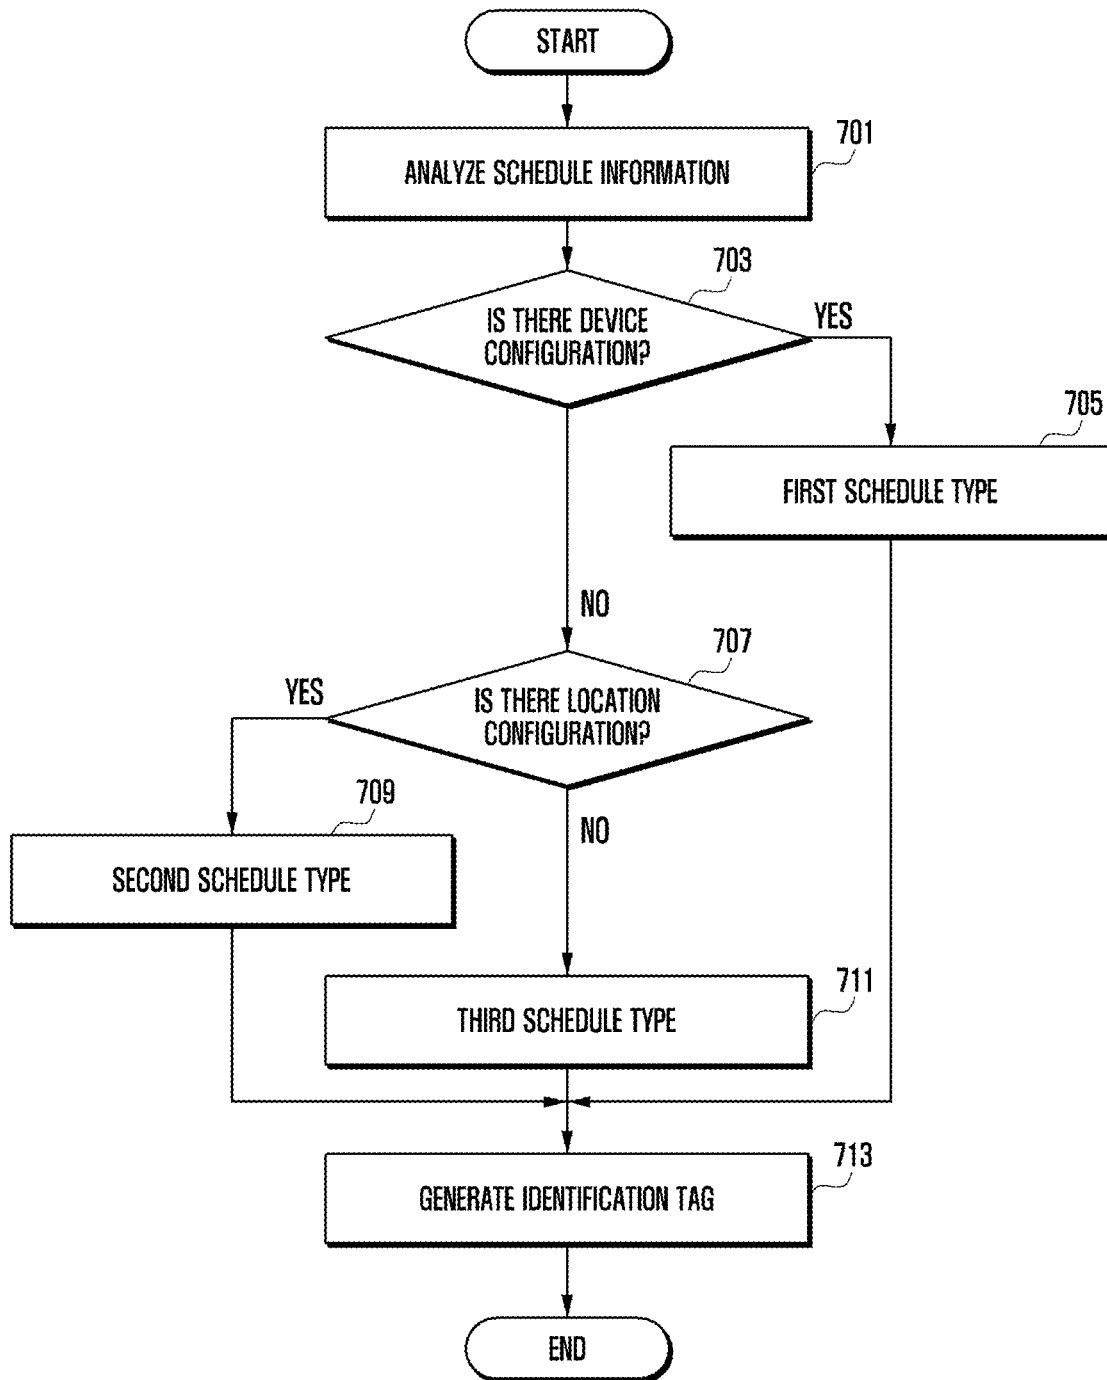 START
701
ANALYZE SCHEDULE INFORMATION
703
IS THERE DEVICE
CONFIGURATION?
YES
705
FIRST SCHEDULE TYPE
NO
707
YES
IS THERE LOCATION
CONFIGURATION?
709
NO
SECOND SCHEDULE TYPE
711
THIRD SCHEDULE TYPE
713
GENERATE IDENTIFICATION TAG
END